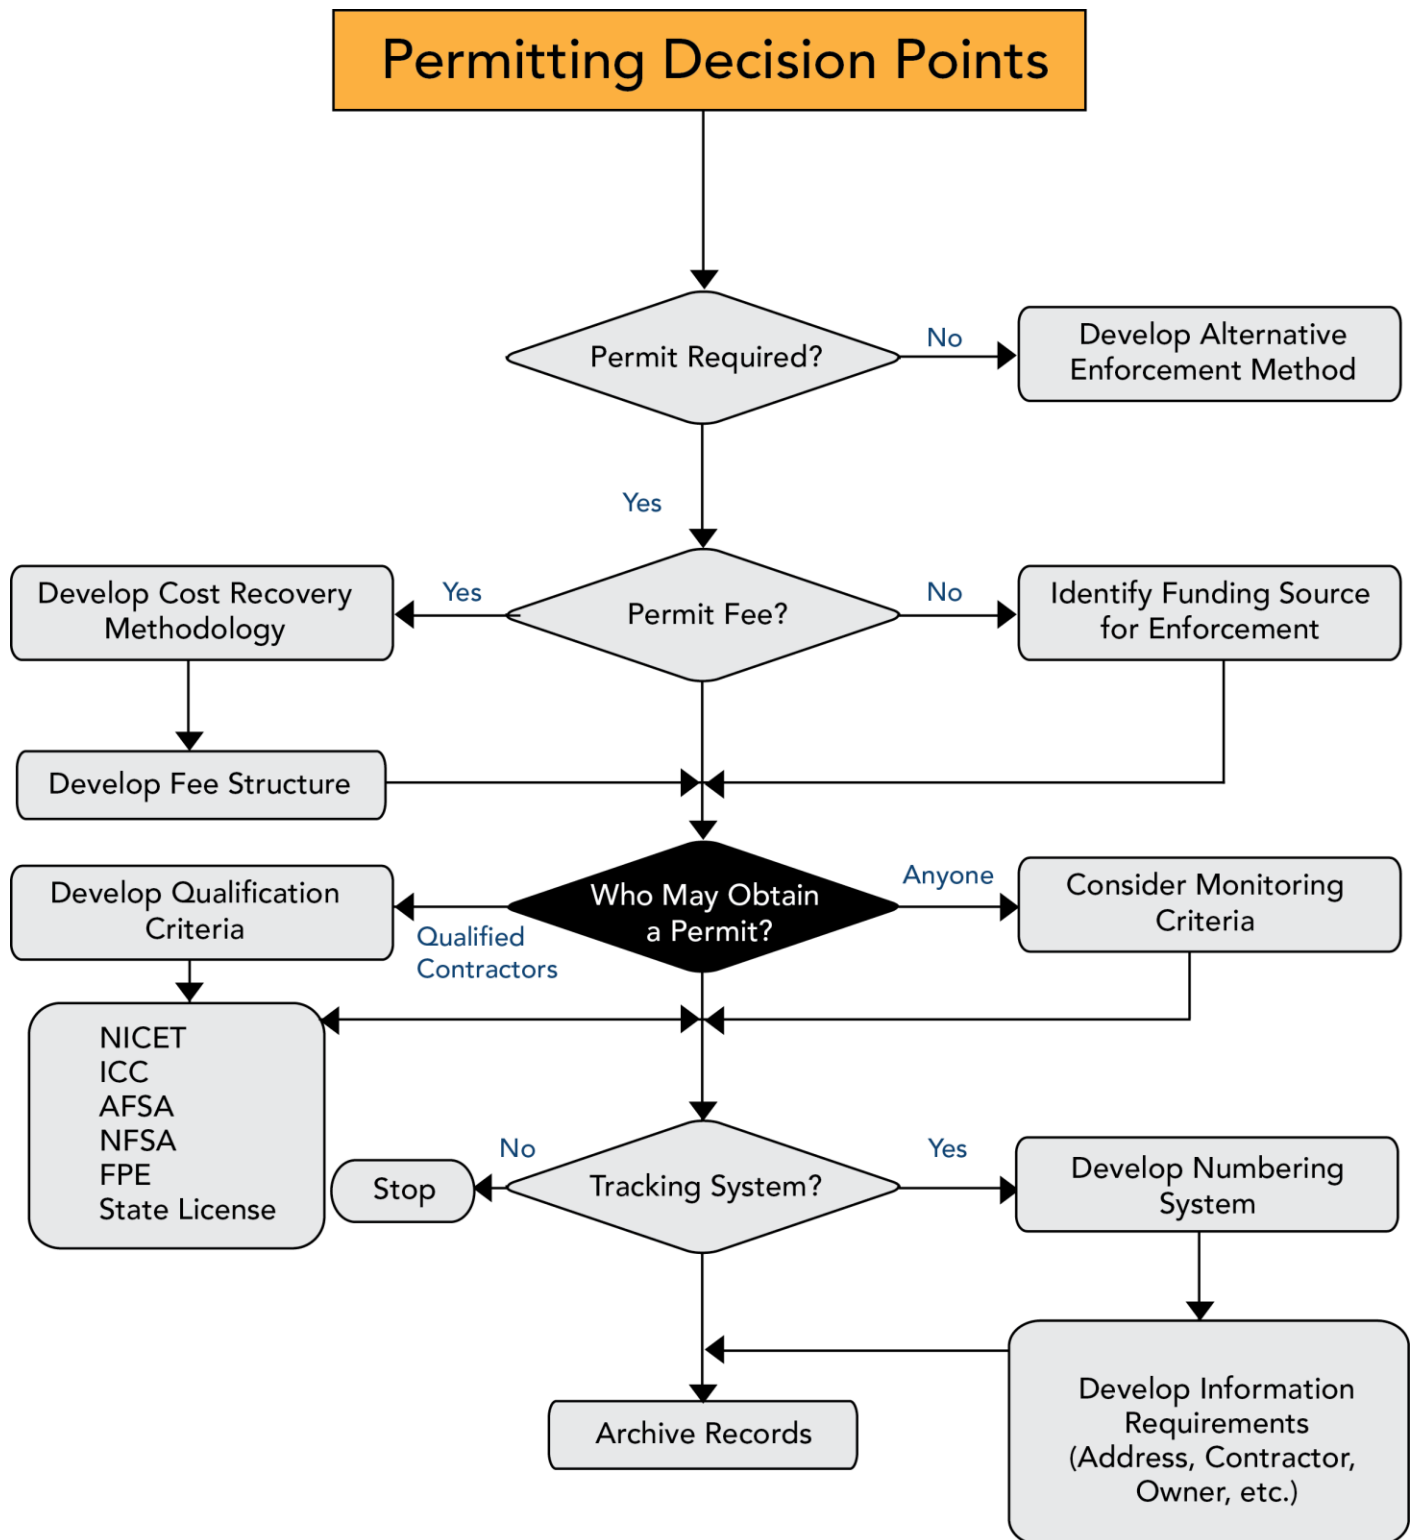 Permitting Decision Points
Permit Required?
No
Develop Alternative
Enforcement Method
Yes
Develop Cost Recovery
Methodology
Yes
Permit Fee?
No
Identify Funding Source
for Enforcement
Develop Fee Structure
Develop Qualification
Criteria
Qualified
Contractors
Who May Obtain
a Permit?
Anyone
Consider Monitoring
Criteria
NICET
ICC
AFSA
NFSA
FPE
State License
Stop
No
Tracking System?
Yes
Develop Numbering
System
Archive Records
Develop Information
Requirements
(Address, Contractor,
Owner, etc.)